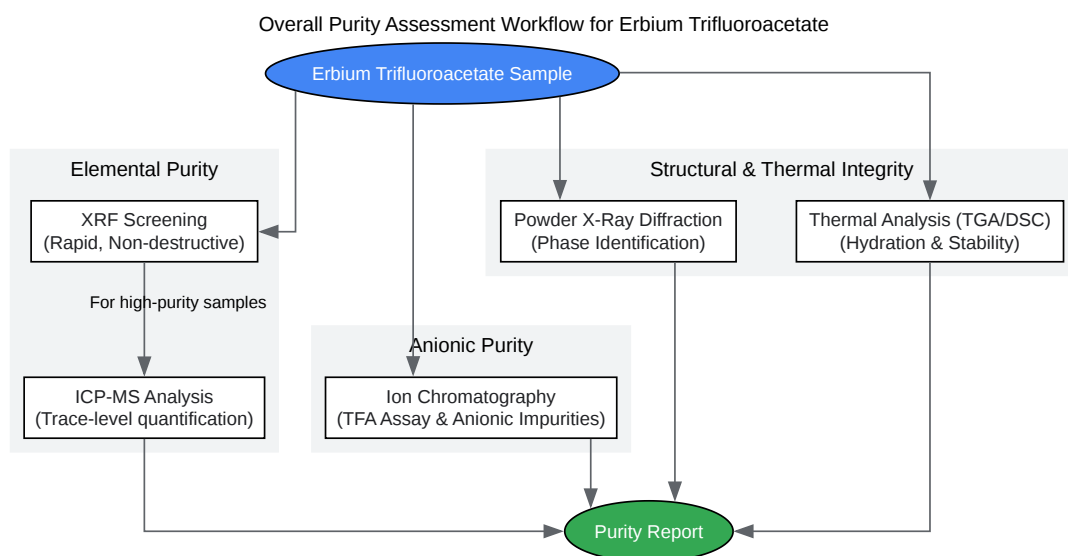 Overall Purity Assessment Workflow for Erbium Trifluoroacetate
Erbium Trifluoroacetate Sample
Elemental Purity
XRF Screening
(Rapid, Non-destructive)
For high-purity samples
ICP-MS Analysis
(Trace-level quantification)
Anionic Purity
Ion Chromatography
(TFA Assay & Anionic Impurities)
Structural & Thermal Integrity
Powder X-Ray Diffraction
(Phase Identification)
Thermal Analysis (TGA/DSC)
(Hydration & Stability)
Purity Report